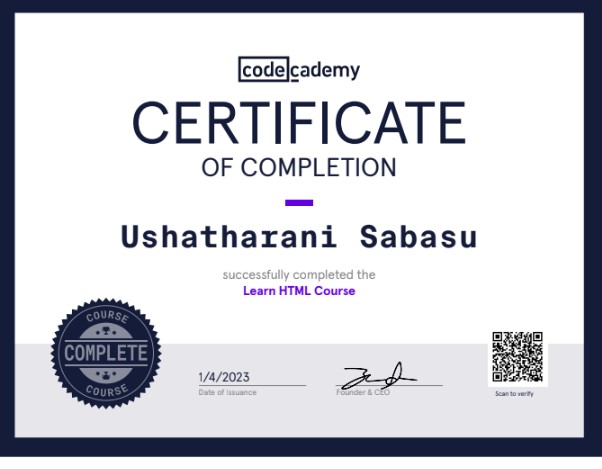 codecademy
CERTIFICATE
OF COMPLETION
Ushatharani Sabasu
successfully completed the
Learn HTML Course
COURSE
COMPLETE
COURSE
1/4/2023
Date of issuance
Founder & CEO
Scan to verify